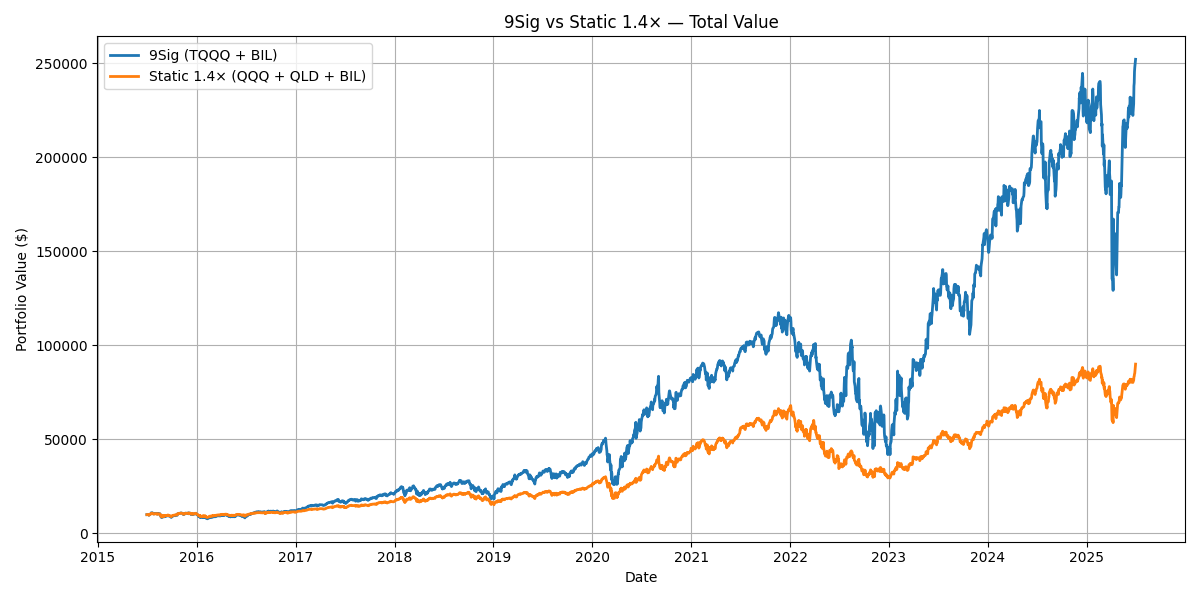 9Sig vs Static 1.4× — Total Value
9Sig (TQQQ + BIL)
Static 1.4× (QQQ + QLD + BIL)
Portfolio Value ($)
250000
200000
150000
100000
50000
0
2015 2016 2017 2018 2019 2020 2021 2022 2023 2024 2025
Date